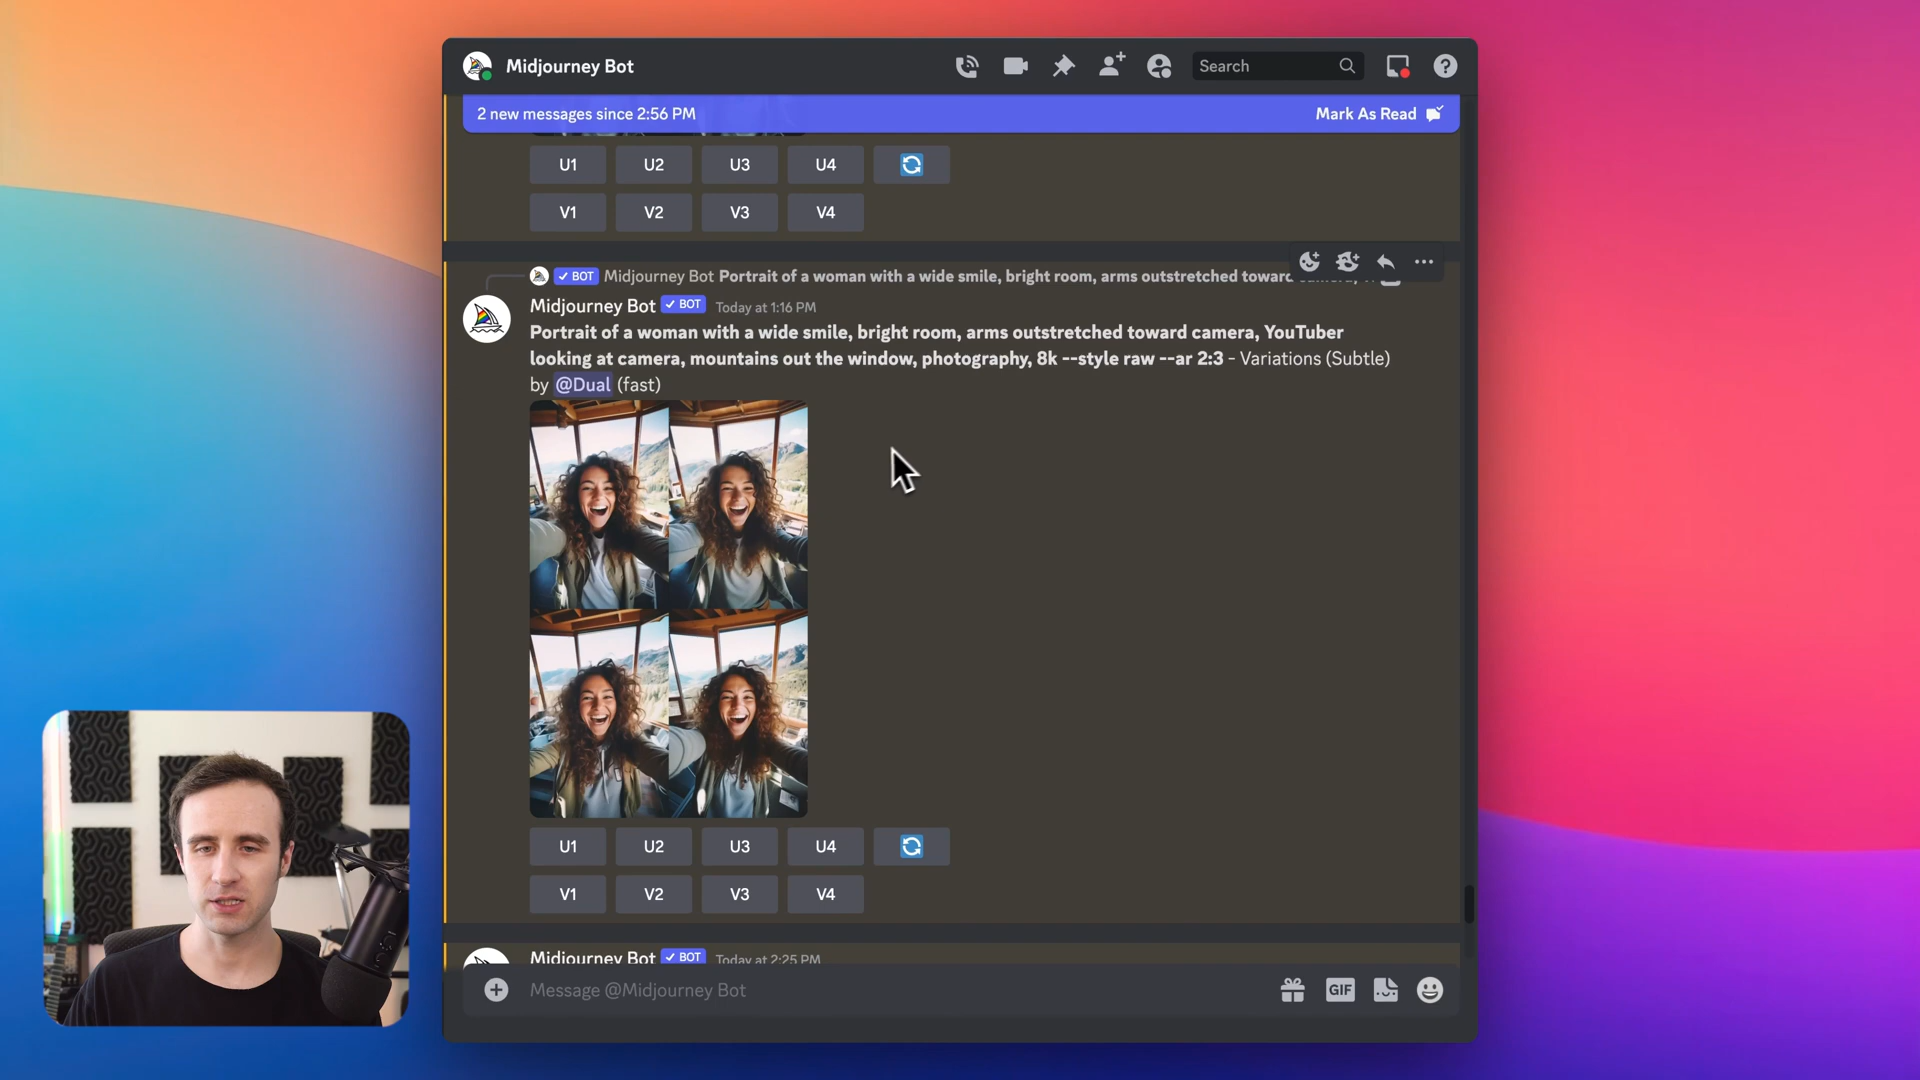 Midjourney Bot
Search
2 new messages since 2:56 PM
Mark As Read
U1 U2 U3 U4
V1 V2 V3 V4
BOT Midjourney Bot Portrait of a woman with a wide smile, bright room, arms outstretched toward
Midjourney Bot BOT Today at 1:16 PM
Portrait of a woman with a wide smile, bright room, arms outstretched toward camera, YouTuber
looking at camera, mountains out the window, photography, 8k --style raw --ar 2:3 - Variations (Subtle)
by @Dual (fast)
U1 U2 U3 U4
V1 V2 V3 V4
Midjourney Bot BOT Today at 2:25 PM
Message @Midjourney Bot
GIF